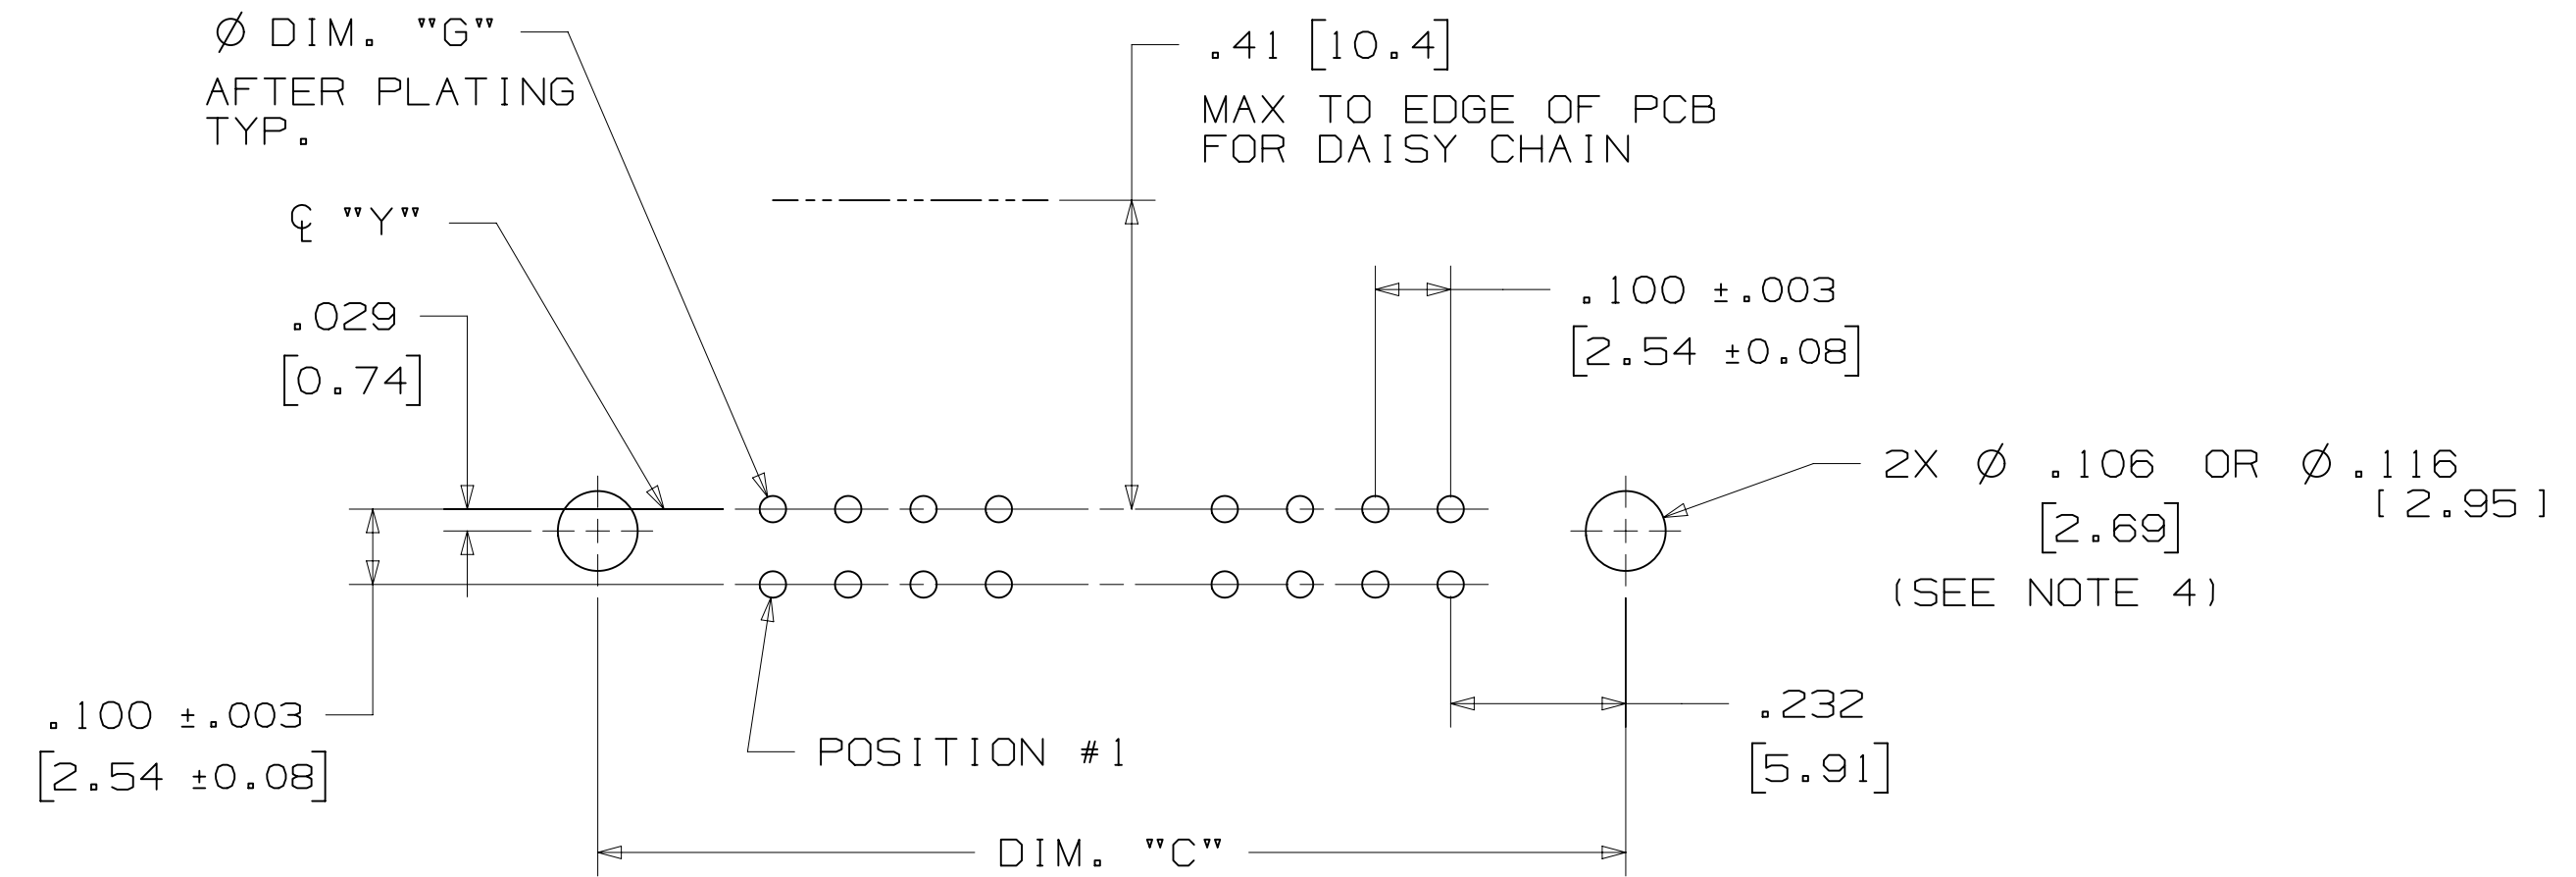 Ø DIM. "G"
AFTER PLATING
TYP.
℄ "Y"
.029
[0.74]
.41 [10.4]
MAX TO EDGE OF PCB
FOR DAISY CHAIN
.100 ±.003
[2.54 ±0.08]
2X Ø .106 OR Ø .116
[2.69]
[2.95]
(SEE NOTE 4)
.100 ±.003
[2.54 ±0.08]
POSITION #1
.232
[5.91]
DIM. "C"